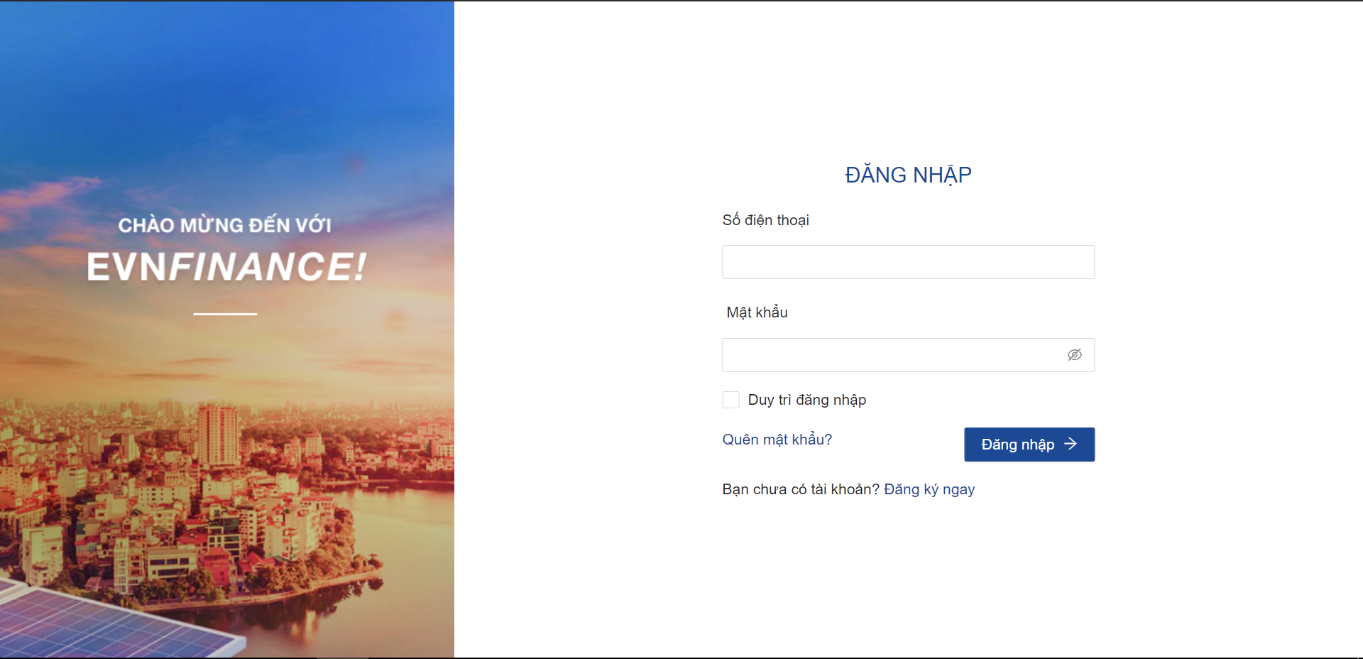 CHÀO MỪNG ĐẾN VỚI
EVNFINANCE!
ĐĂNG NHẬP
Số điện thoại
Mật khẩu
Duy trì đăng nhập
Quên mật khẩu?
Đăng nhập →
Bạn chưa có tài khoản? Đăng ký ngay